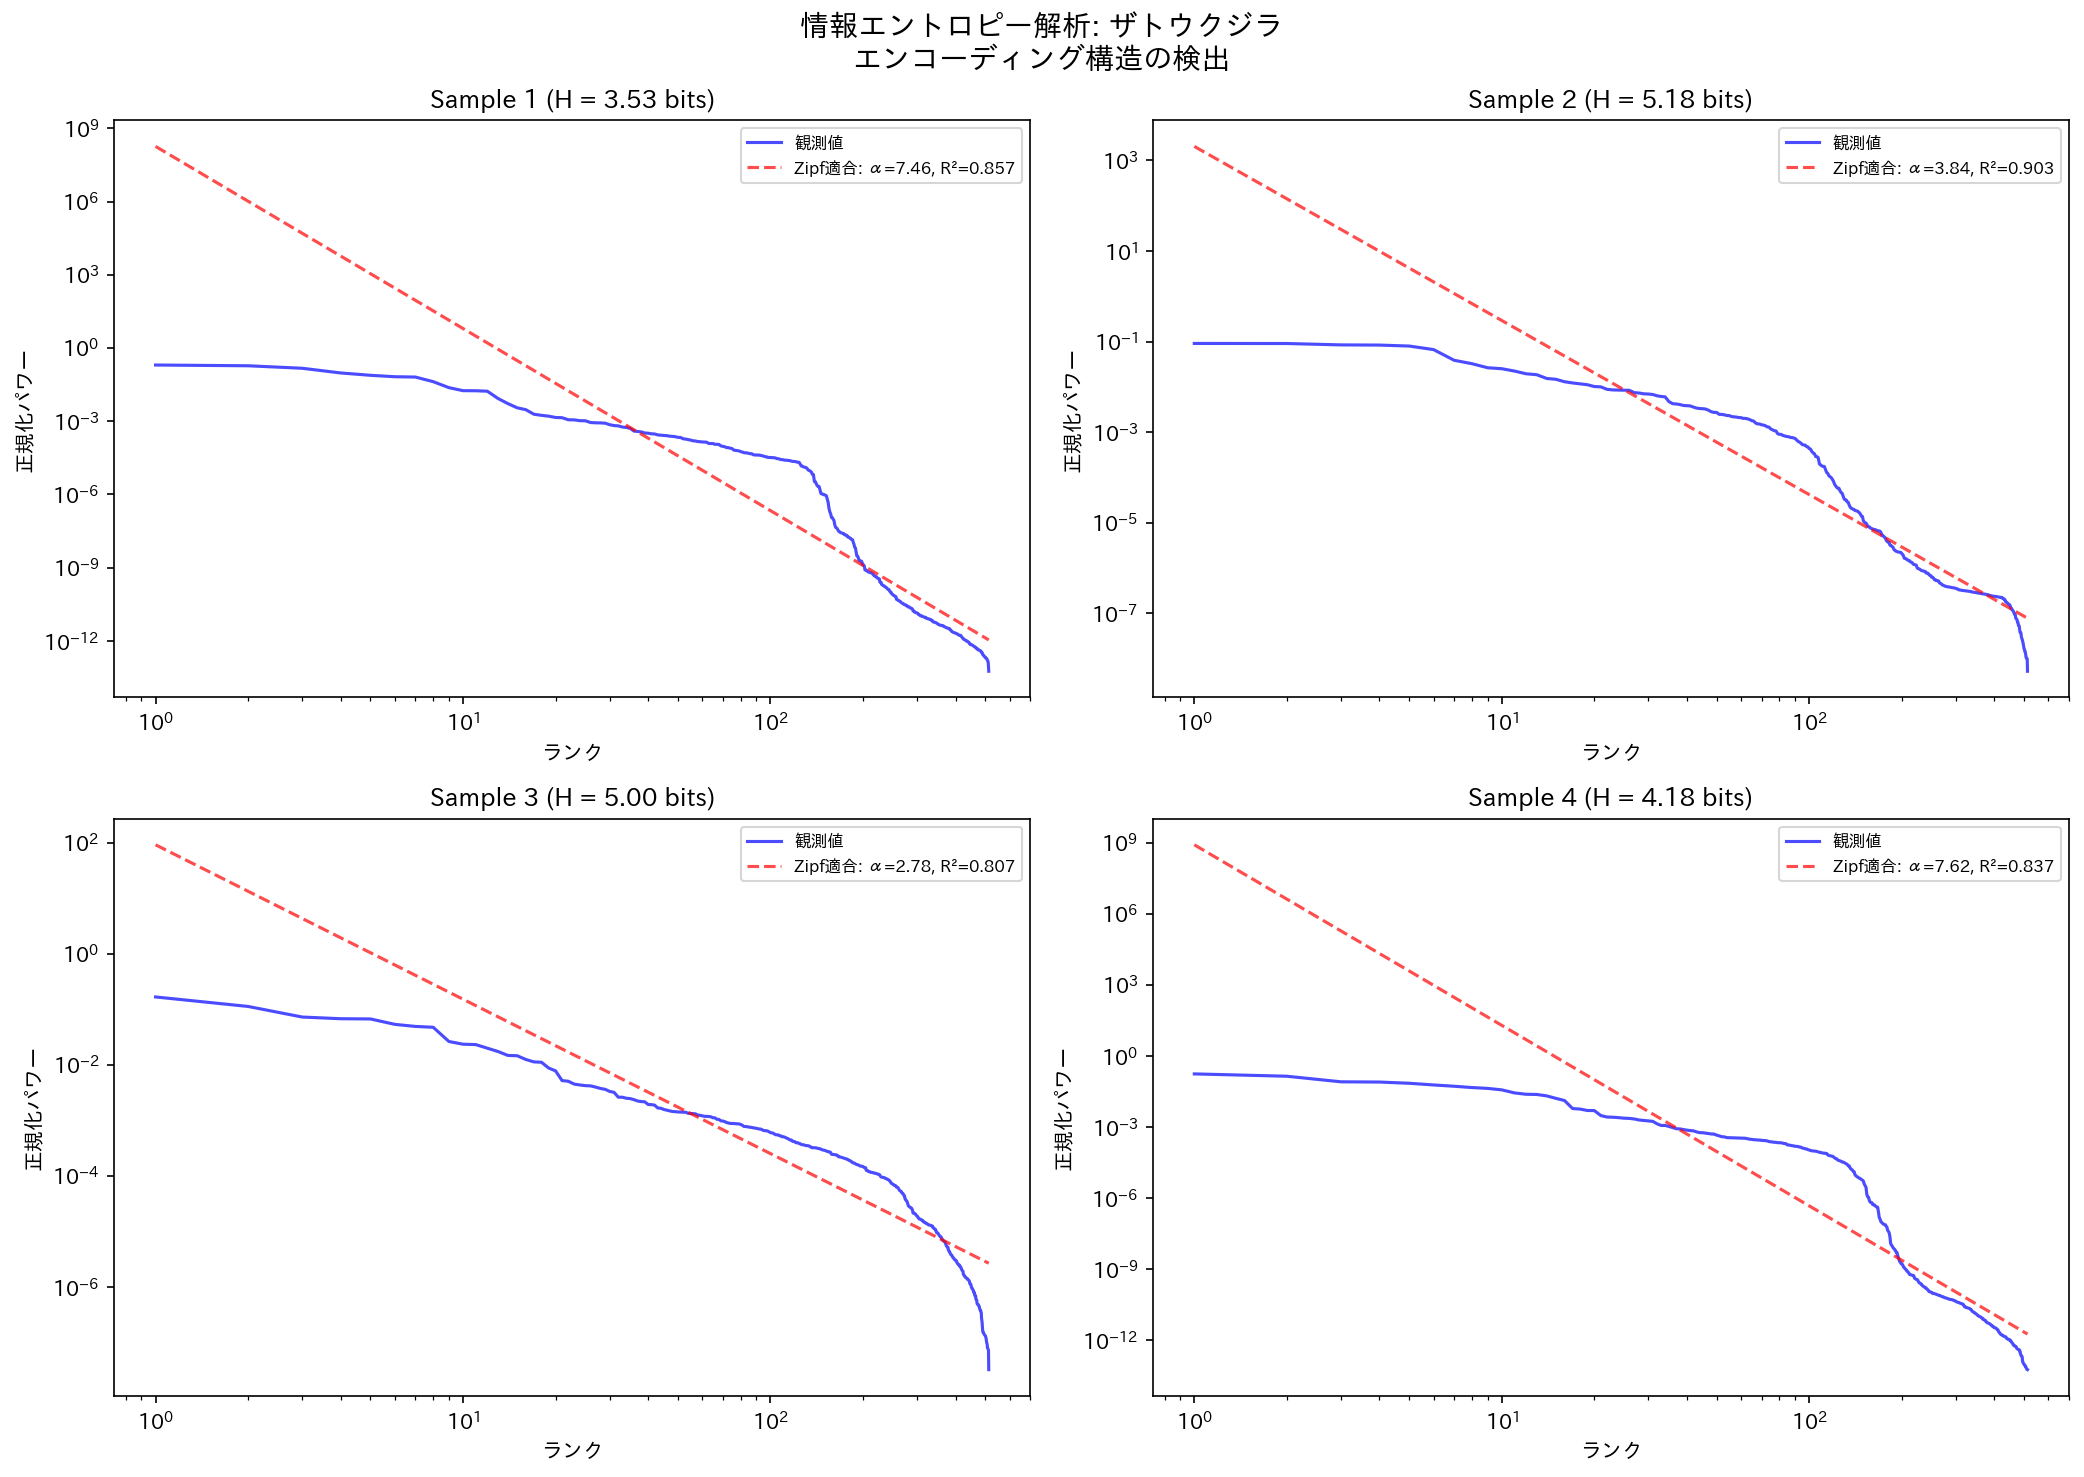 情報エントロピー解析: ザトウクジラ
エンコーディング構造の検出
Sample 1 (H = 3.53 bits)
観測値
Zipf適合: α=7.46, R²=0.857
10⁹
10⁶
10³
10⁰
10⁻³
10⁻⁶
10⁻⁹
10⁻¹²
正規化パワー
10⁰ 10¹ 10²
ランク
Sample 2 (H = 5.18 bits)
観測値
Zipf適合: α=3.84, R²=0.903
10³
10¹
10⁻¹
10⁻³
10⁻⁵
10⁻⁷
正規化パワー
10⁰ 10¹ 10²
ランク
Sample 3 (H = 5.00 bits)
観測値
Zipf適合: α=2.78, R²=0.807
10²
10⁰
10⁻²
10⁻⁴
10⁻⁶
正規化パワー
10⁰ 10¹ 10²
ランク
Sample 4 (H = 4.18 bits)
観測値
Zipf適合: α=7.62, R²=0.837
10⁹
10⁶
10³
10⁰
10⁻³
10⁻⁶
10⁻⁹
10⁻¹²
正規化パワー
10⁰ 10¹ 10²
ランク